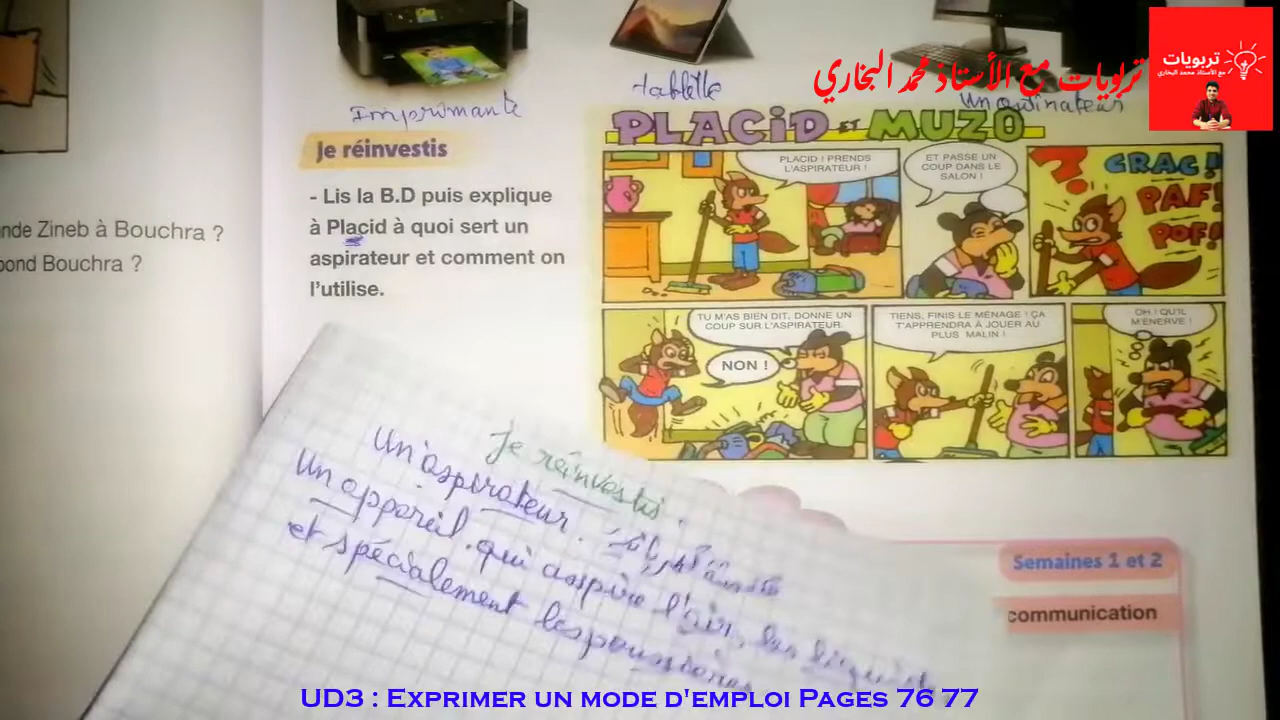 تربويات مع الأستاذ محمد البخاري
تربويات
مع الأستاذ محمد البخاري
Imprimante
tablette
Un ordinateur
Je réinvestis
- Lis la B.D puis explique
à Placid à quoi sert un
aspirateur et comment on
l'utilise.
nde Zineb à Bouchra ?
pond Bouchra ?
PLACID ET MUZO
PLACID ! PRENDS
L'ASPIRATEUR !
ET PASSE UN
COUP DANS LE
SALON !
?
CRAC !
PAF !
POF !
TU M'AS BIEN DIT, DONNE UN
COUP SUR L'ASPIRATEUR.
NON !
TIENS, FINIS LE MÉNAGE ! ÇA
T'APPRENDRA À JOUER AU
PLUS MALIN !
OH ! QU'IL
M'ÉNERVE !
Je réinvestis.
Un aspirateur.
Un appareil qui aspire l'air, les liquides
et spécialement les poussières
Semaines 1 et 2
communication
UD3 : Exprimer un mode d'emploi Pages 76 77